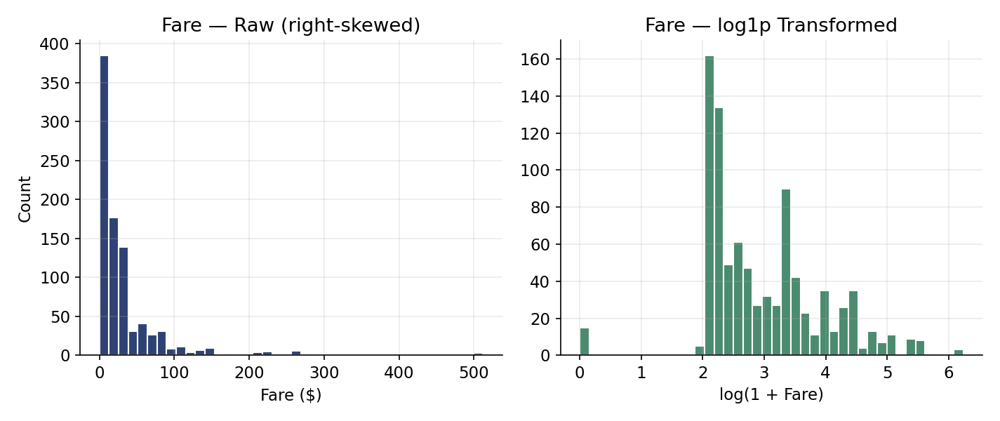 Fare — Raw (right-skewed)
400
350
300
250
200
150
100
50
0
Count
0 100 200 300 400 500
Fare ($)
Fare — log1p Transformed
160
140
120
100
80
60
40
20
0
0 1 2 3 4 5 6
log(1 + Fare)